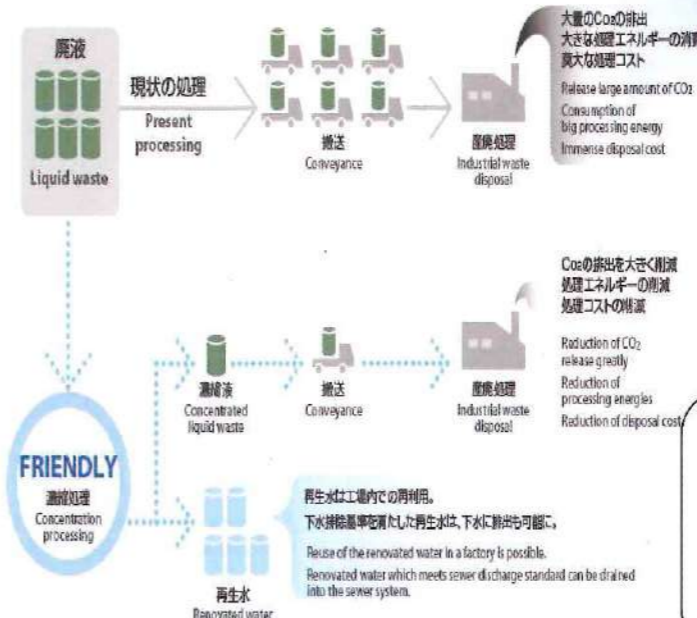 廃液
Liquid waste
現状の処理
Present
processing
搬送
Conveyance
産廃処理
Industrial waste
disposal
大量のCo2の排出
大きな処理エネルギーの消費
莫大な処理コスト
Release large amount of CO2
Consumption of
big processing energy
Immense disposal cost
Co2の排出を大きく削減
処理エネルギーの削減
処理コストの削減
Reduction of CO2
release greatly
Reduction of
processing energies
Reduction of disposal cost
濃縮液
Concentrated
liquid waste
搬送
Conveyance
産廃処理
Industrial waste
disposal
FRIENDLY
濃縮処理
Concentration
processing
再生水
Renovated water
再生水は工場内での再利用。
下水排除基準を満たした再生水は、下水に排出も可能に。
Reuse of the renovated water in a factory is possible.
Renovated water which meets sewer discharge standard can be drained
into the sewer system.